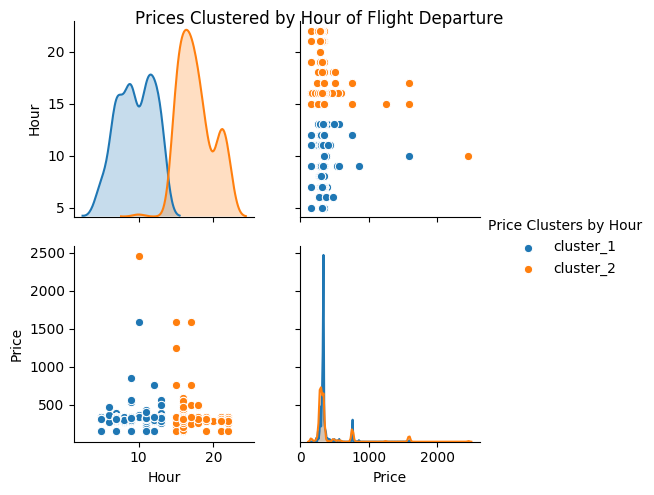 Prices Clustered by Hour of Flight Departure
Hour
20
15
10
5
Price Clusters by Hour
cluster_1
cluster_2
Price
2500
2000
1500
1000
500
10
20
Hour
0
1000
2000
Price